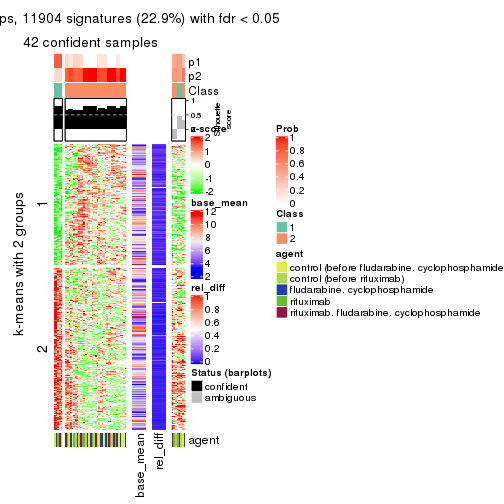 ps, 11904 signatures (22.9%) with fdr < 0.05
42 confident samples
p1
p2
Class
1
0.5
0
Silhouette
score
z-score
2
1
0
-1
-2
base_mean
12
10
8
6
4
2
rel_diff
1
0.8
0.6
0.4
0.2
0
Status (barplots)
confident
ambiguous
Prob
1
0.8
0.6
0.4
0.2
0
Class
1
2
agent
control (before fludarabine. cyclophosphamide
control (before rituximab)
fludarabine. cyclophosphamide
rituximab
rituximab. fludarabine. cyclophosphamide
k-means with 2 groups
1
2
agent
base_mean
rel_diff